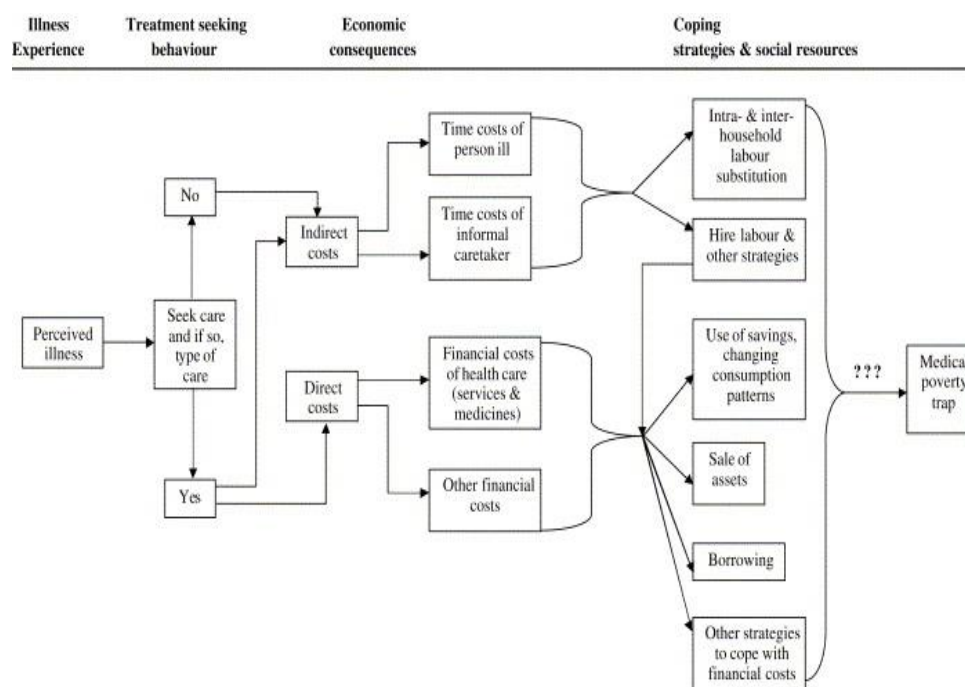 Illness
Experience
Treatment seeking
behaviour
Economic
consequences
Coping
strategies & social resources
Perceived
illness
Seek care
and if so,
type of
care
No
Yes
Indirect
costs
Direct
costs
Time costs of
person ill
Time costs of
informal
caretaker
Financial costs
of health care
(services &
medicines)
Other financial
costs
Intra- & inter-
household
labour
substitution
Hire labour &
other strategies
Use of savings,
changing
consumption
patterns
Sale of
assets
Borrowing
Other strategies
to cope with
financial costs
???
Medical
poverty
trap